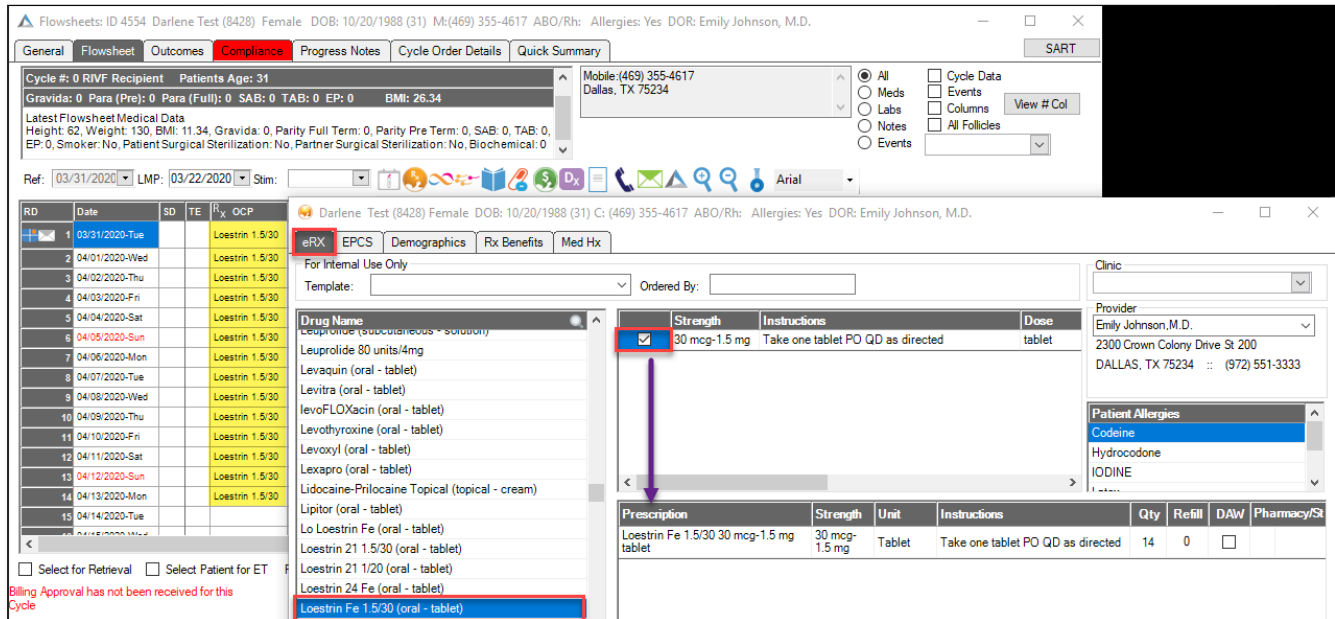 Flowsheets: ID 4554 Darlene Test (8428) Female DOB: 10/20/1988 (31) M:(469) 355-4617 ABO/Rh: Allergies: Yes DOR: Emily Johnson, M.D.
General Flowsheet Outcomes Compliance Progress Notes Cycle Order Details Quick Summary SART
Cycle #: 0 RIVF Recipient Patients Age: 31
Gravida: 0 Para (Pre): 0 Para (Full): 0 SAB: 0 TAB: 0 EP: 0 BMI: 26.34
Latest Flowsheet Medical Data
Height: 62, Weight: 130, BMI: 11.34, Gravida: 0, Parity Full Term: 0, Parity Pre Term: 0, SAB: 0, TAB: 0,
EP: 0, Smoker: No, Patient Surgical Sterilization: No, Partner Surgical Sterilization: No, Biochemical: 0
Mobile:(469) 355-4617
Dallas, TX 75234
All
Meds
Labs
Notes
Events
Cycle Data
Events
Columns
All Follicles
View # Col
Ref: 03/31/2020 LMP: 03/22/2020 Stim: Dx Arial
RD Date SD TE Rx OCP
1 03/31/2020-Tue Loestrin 1.5/30
2 04/01/2020-Wed Loestrin 1.5/30
3 04/02/2020-Thu Loestrin 1.5/30
4 04/03/2020-Fri Loestrin 1.5/30
5 04/04/2020-Sat Loestrin 1.5/30
6 04/05/2020-Sun Loestrin 1.5/30
7 04/06/2020-Mon Loestrin 1.5/30
8 04/07/2020-Tue Loestrin 1.5/30
9 04/08/2020-Wed Loestrin 1.5/30
10 04/09/2020-Thu Loestrin 1.5/30
11 04/10/2020-Fri Loestrin 1.5/30
12 04/11/2020-Sat Loestrin 1.5/30
13 04/12/2020-Sun Loestrin 1.5/30
14 04/13/2020-Mon Loestrin 1.5/30
15 04/14/2020-Tue
Select for Retrieval Select Patient for ET
Billing Approval has not been received for this
Cycle
Darlene Test (8428) Female DOB: 10/20/1988 (31) C: (469) 355-4617 ABO/Rh: Allergies: Yes DOR: Emily Johnson, M.D.
eRX EPCS Demographics Rx Benefits Med Hx
For Internal Use Only
Template: Ordered By:
Clinic
Provider
Emily Johnson,M.D.
2300 Crown Colony Drive St 200
DALLAS, TX 75234 :: (972) 551-3333
Patient Allergies
Codeine
Hydrocodone
IODINE
Drug Name
Leuprolide (subcutaneous - solution)
Leuprolide 80 units/4mg
Levaquin (oral - tablet)
Levitra (oral - tablet)
levoFLOXacin (oral - tablet)
Levothyroxine (oral - tablet)
Levoxyl (oral - tablet)
Lexapro (oral - tablet)
Lidocaine-Prilocaine Topical (topical - cream)
Lipitor (oral - tablet)
Lo Loestrin Fe (oral - tablet)
Loestrin 21 1.5/30 (oral - tablet)
Loestrin 21 1/20 (oral - tablet)
Loestrin 24 Fe (oral - tablet)
Loestrin Fe 1.5/30 (oral - tablet)
Strength Instructions Dose
30 mcg-1.5 mg Take one tablet PO QD as directed tablet
Prescription Strength Unit Instructions Qty Refill DAW Pharmacy/St
Loestrin Fe 1.5/30 30 mcg-1.5 mg tablet 30 mcg-1.5 mg Tablet Take one tablet PO QD as directed 14 0